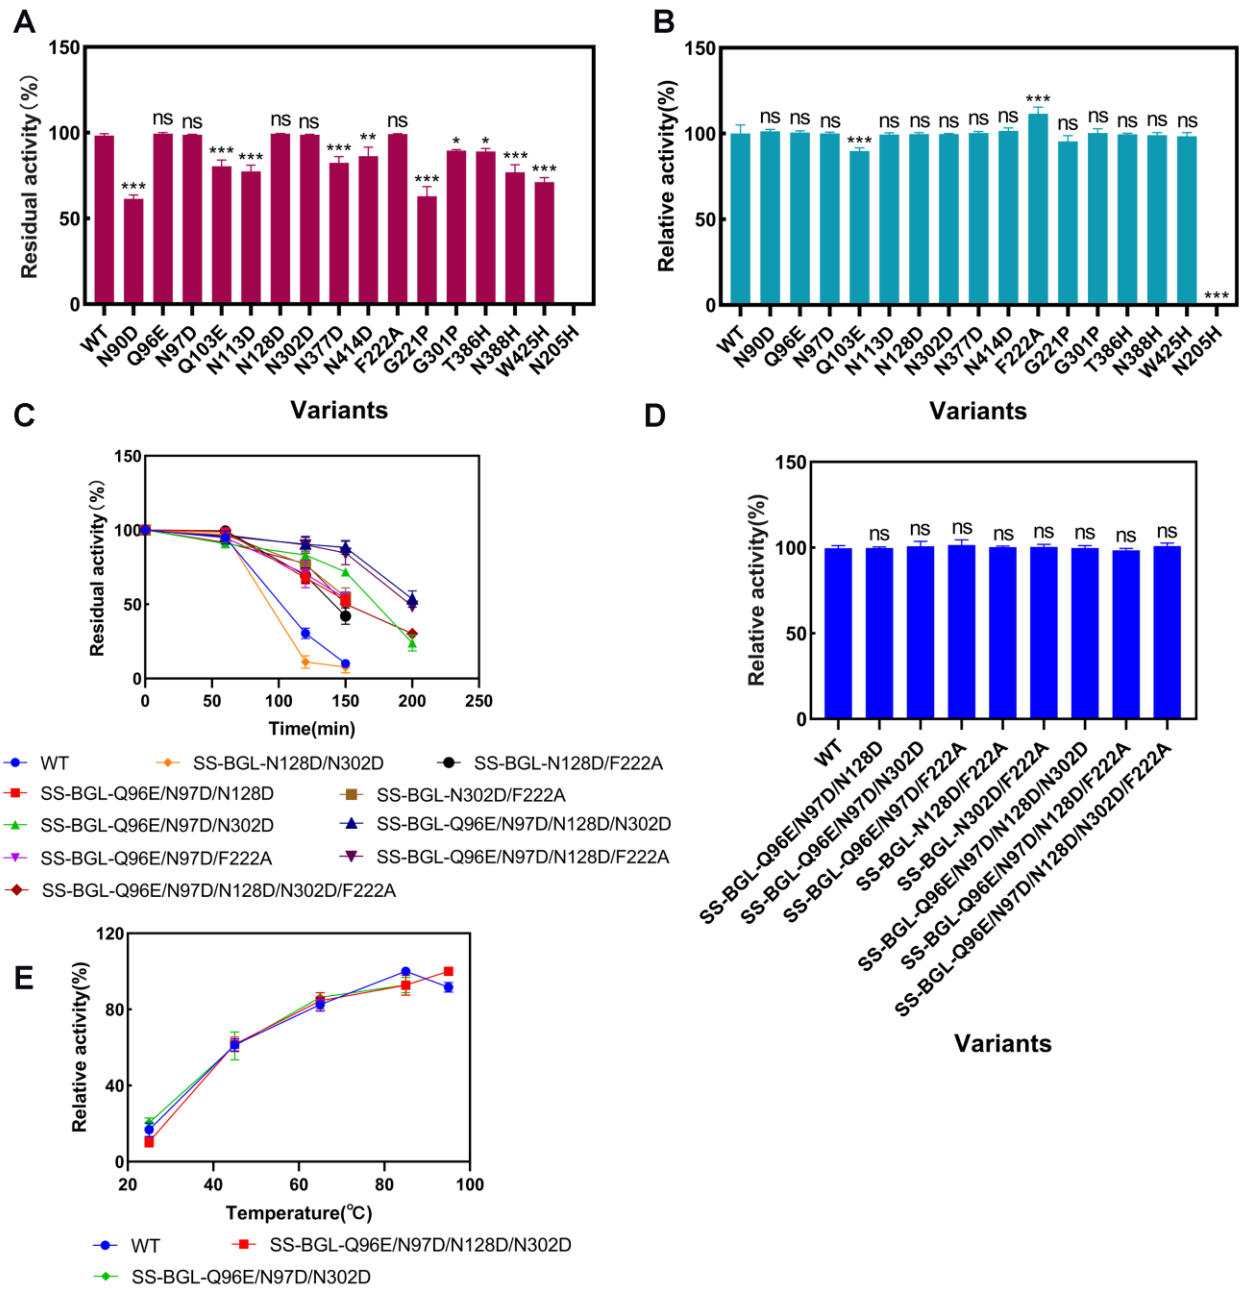 A
150
100
50
0
Residual activity (%)
ns
ns
ns
ns
ns
***
***
***
***
**
***
*
*
***
***
WT
N90D
Q96E
N97D
Q103E
N113D
N128D
N302D
N377D
N414D
F222A
G221P
G301P
T386H
N388H
W425H
N205H
Variants
B
150
100
50
0
Relative activity(%)
ns
ns
ns
***
ns
ns
ns
ns
ns
***
ns
ns
ns
ns
ns
***
WT
N90D
Q96E
N97D
Q103E
N113D
N128D
N302D
N377D
N414D
F222A
G221P
G301P
T386H
N388H
W425H
N205H
Variants
C
150
100
50
0
Residual activity (%)
0 50 100 150 200 250
Time(min)
WT
SS-BGL-N128D/N302D
SS-BGL-N128D/F222A
SS-BGL-Q96E/N97D/N128D
SS-BGL-N302D/F222A
SS-BGL-Q96E/N97D/N302D
SS-BGL-Q96E/N97D/N128D/N302D
SS-BGL-Q96E/N97D/F222A
SS-BGL-Q96E/N97D/N128D/F222A
SS-BGL-Q96E/N97D/N128D/N302D/F222A
D
150
100
50
0
Relative activity(%)
ns ns ns ns ns ns ns ns
WT
SS-BGL-Q96E/N97D/N128D
SS-BGL-Q96E/N97D/N302D
SS-BGL-Q96E/N97D/F222A
SS-BGL-N128D/F222A
SS-BGL-N302D/F222A
SS-BGL-Q96E/N97D/N128D/N302D
SS-BGL-Q96E/N97D/N128D/F222A
SS-BGL-Q96E/N97D/N128D/N302D/F222A
Variants
E
120
80
40
0
Relative activity(%)
20 40 60 80 100
Temperature(℃)
WT
SS-BGL-Q96E/N97D/N128D/N302D
SS-BGL-Q96E/N97D/N302D